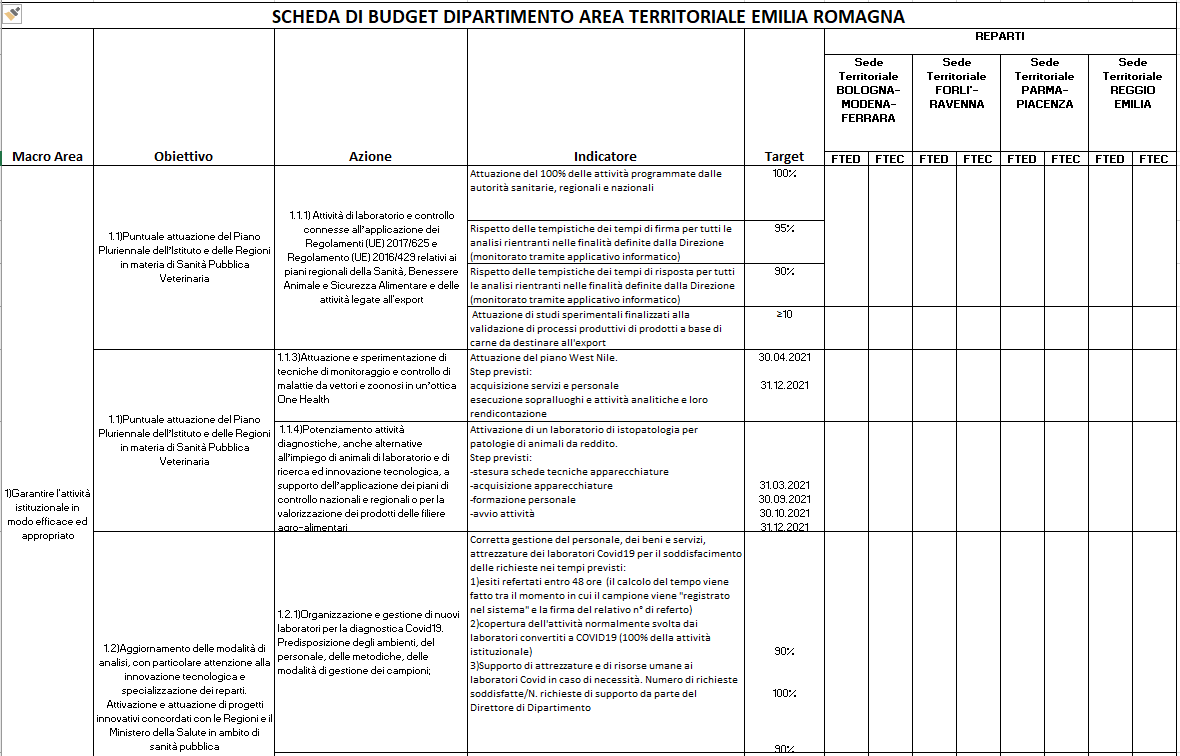 SCHEDA DI BUDGET DIPARTIMENTO AREA TERRITORIALE EMILIA ROMAGNA
REPARTI
Sede
Territoriale
BOLOGNA-
MODENA-
FERRARA
Sede
Territoriale
FORLI'-
RAVENNA
Sede
Territoriale
PARMA-
PIACENZA
Sede
Territoriale
REGGIO
EMILIA
Macro Area
Obiettivo
Azione
Indicatore
Target
FTED FTEC FTED FTEC FTED FTEC FTED FTEC
1)Garantire l'attività
istituzionale in
modo efficace ed
appropriato
1.1)Puntuale attuazione del Piano
Pluriennale dell'Istituto e delle Regioni
in materia di Sanità Pubblica
Veterinaria
1.1.1) Attività di laboratorio e controllo
connesse all'applicazione dei
Regolamenti (UE) 2017/625 e
Regolamento (UE) 2016/429 relativi ai
piani regionali della Sanità, Benessere
Animale e Sicurezza Alimentare e delle
attività legate all'export
Attuazione del 100% delle attività programmate dalle
autorità sanitarie, regionali e nazionali
100%
Rispetto delle tempistiche dei tempi di firma per tutti le
analisi rientranti nelle finalità definite dalla Direzione
(monitorato tramite applicativo informatico)
95%
Rispetto delle tempistiche dei tempi di risposta per tutti
le analisi rientranti nelle finalità definite dalla Direzione
(monitorato tramite applicativo informatico)
90%
Attuazione di studi sperimentali finalizzati alla
validazione di processi produttivi di prodotti a base di
carne da destinare all'export
≥10
1.1)Puntuale attuazione del Piano
Pluriennale dell'Istituto e delle Regioni
in materia di Sanità Pubblica
Veterinaria
1.1.3)Attuazione e sperimentazione di
tecniche di monitoraggio e controllo di
malattie da vettori e zoonosi in un'ottica
One Health
Attuazione del piano West Nile.
Step previsti:
acquisizione servizi e personale
esecuzione sopralluoghi e attività analitiche e loro
rendicontazione
30.04.2021
31.12.2021
1.1.4)Potenziamento attività
diagnostiche, anche alternative
all'impiego di animali di laboratorio e di
ricerca ed innovazione tecnologica, a
supporto dell'applicazione dei piani di
controllo nazionali e regionali o per la
valorizzazione dei prodotti delle filiere
agro-alimentari
Attivazione di un laboratorio di istopatologia per
patologie di animali da reddito.
Step previsti:
-stesura schede tecniche apparecchiature
-acquisizione apparecchiature
-formazione personale
-avvio attività
31.03.2021
30.09.2021
30.10.2021
31.12.2021
1.2)Aggiornamento delle modalità di
analisi, con particolare attenzione alla
innovazione tecnologica e
specializzazione dei reparti.
Attivazione e attuazione di progetti
innovativi concordati con le Regioni e il
Ministero della Salute in ambito di
sanità pubblica
1.2.1)Organizzazione e gestione di nuovi
laboratori per la diagnostica Covid19.
Predisposizione degli ambienti, del
personale, delle metodiche, delle
modalità di gestione dei campioni;
Corretta gestione del personale, dei beni e servizi,
attrezzature dei laboratori Covid19 per il soddisfacimento
delle richieste nei tempi previsti:
1)esiti refertati entro 48 ore (il calcolo del tempo viene
fatto tra il momento in cui il campione viene "registrato
nel sistema" e la firma del relativo n° di referto)
2)copertura dell'attività normalmente svolta dai
laboratori convertiti a COVID19 (100% della attività
istituzionale)
3)Supporto di attrezzature e di risorse umane ai
laboratori Covid in caso di necessità. Numero di richieste
soddisfatte/N. richieste di supporto da parte del
Direttore di Dipartimento
90%
100%
90%